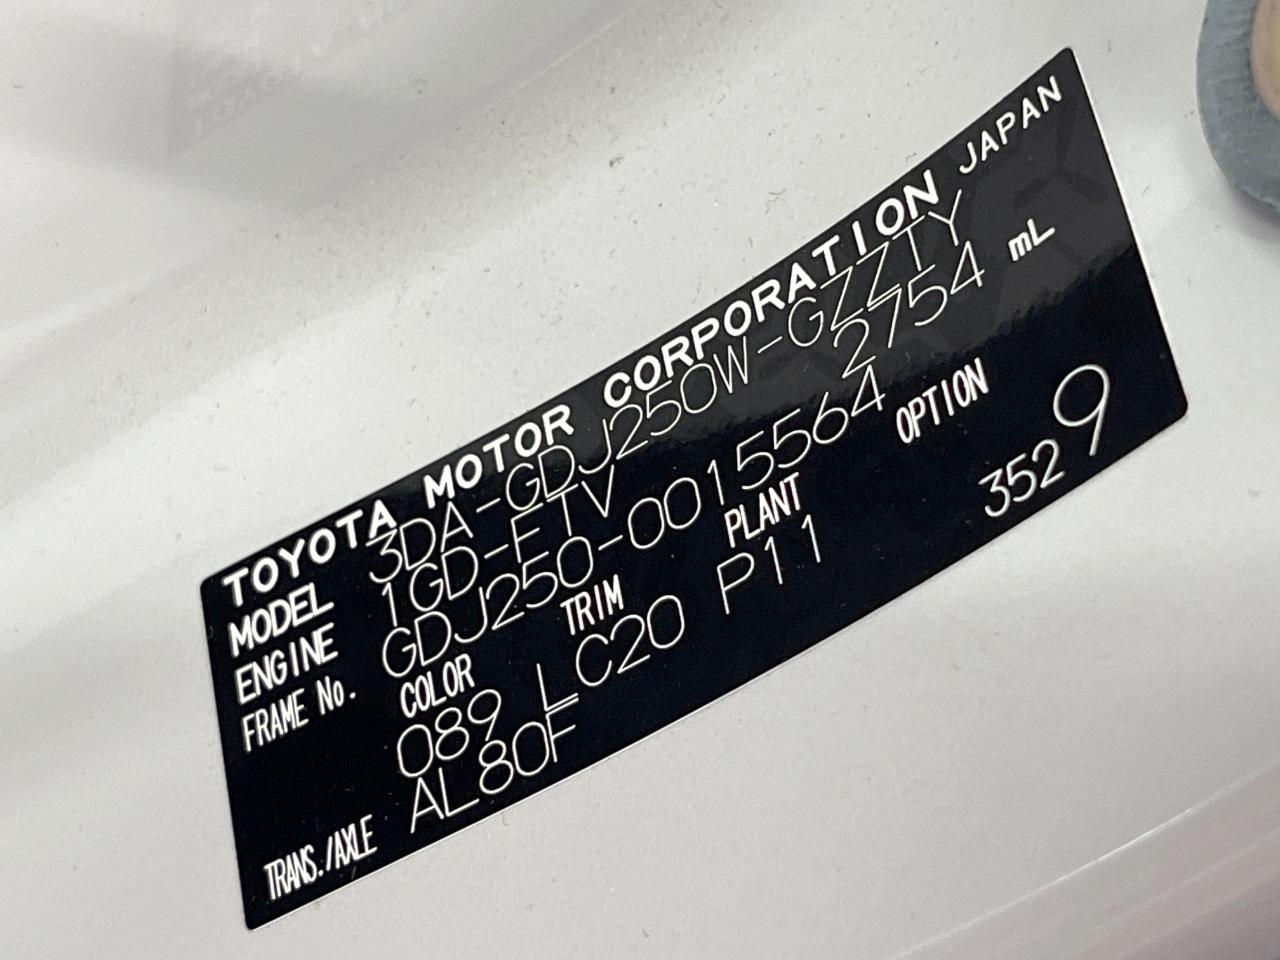 TOYOTA MOTOR CORPORATION JAPAN
MODEL 3DA-GDJ250W-GZZTY
ENGINE 1GD-FTV 2754 mL
FRAME No. GDJ250-0015564
COLOR TRIM PLANT OPTION
089 LC20 P11 3529
TRANS./AXLE AL80F